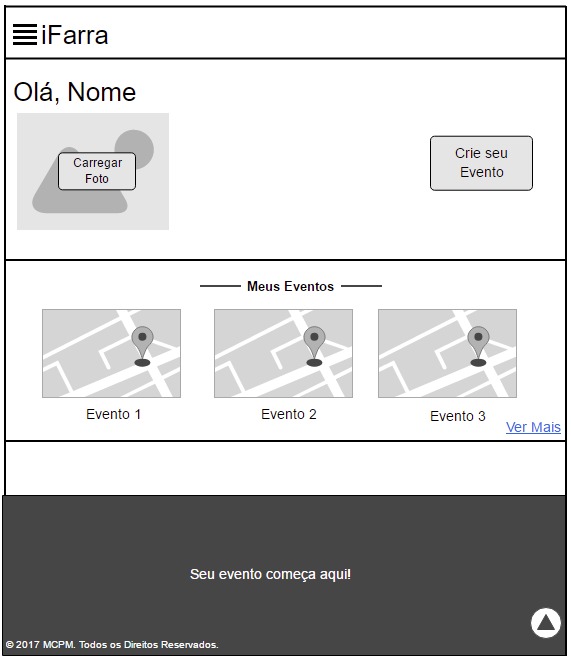 iFarra
Olá, Nome
Carregar
Foto
Crie seu
Evento
Meus Eventos
Evento 1
Evento 2
Evento 3
Ver Mais
Seu evento começa aqui!
© 2017 MCPM. Todos os Direitos Reservados.